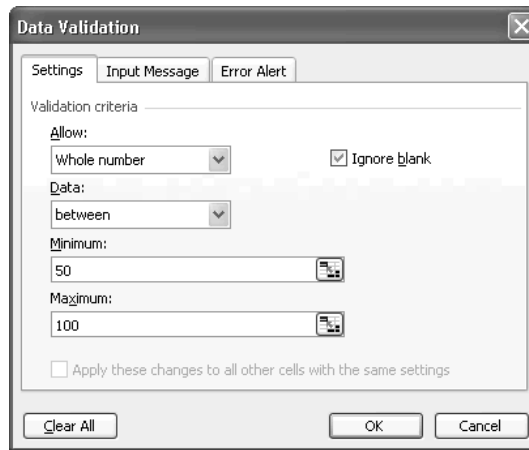 Data Validation
Settings Input Message Error Alert
Validation criteria
Allow:
Whole number Ignore blank
Data:
between
Minimum:
50
Maximum:
100
Apply these changes to all other cells with the same settings
Clear All OK Cancel